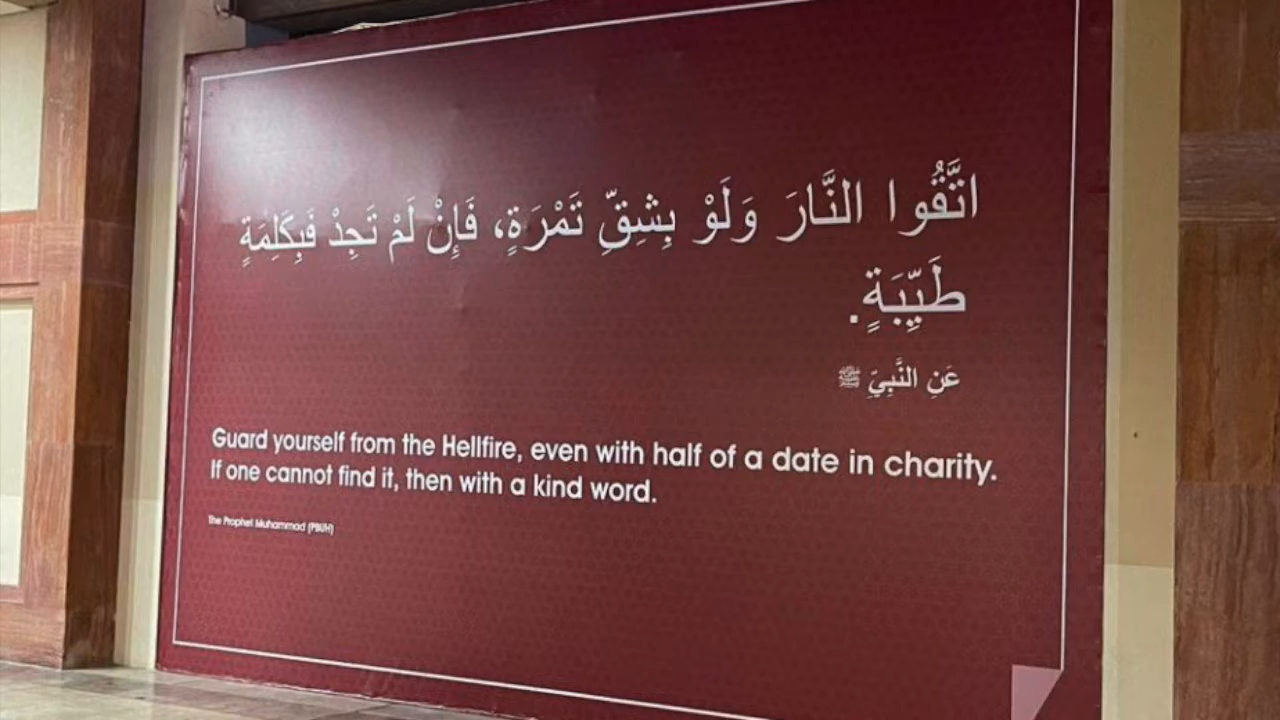 اتَّقُوا النَّارَ وَلَوْ بِشِقِّ تَمْرَةٍ، فَإِنْ لَمْ تَجِدْ فَبِكَلِمَةٍ
طَيِّبَةٍ.
عَنِ النَّبِيِّ ﷺ
Guard yourself from the Hellfire, even with half of a date in charity.
If one cannot find it, then with a kind word.
The Prophet Muhammad (PBUH)